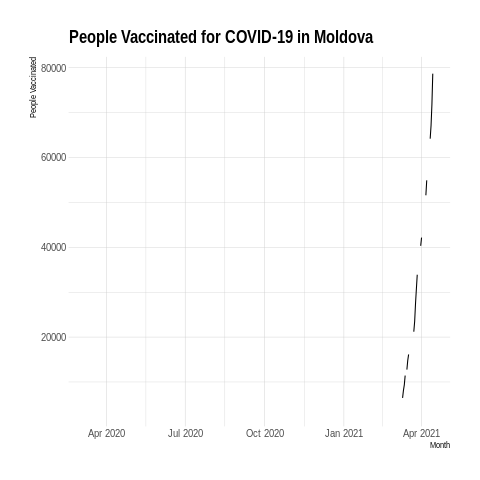 People Vaccinated for COVID-19 in Moldova
People Vaccinated
80000
60000
40000
20000
Apr 2020 Jul 2020 Oct 2020 Jan 2021 Apr 2021
Month